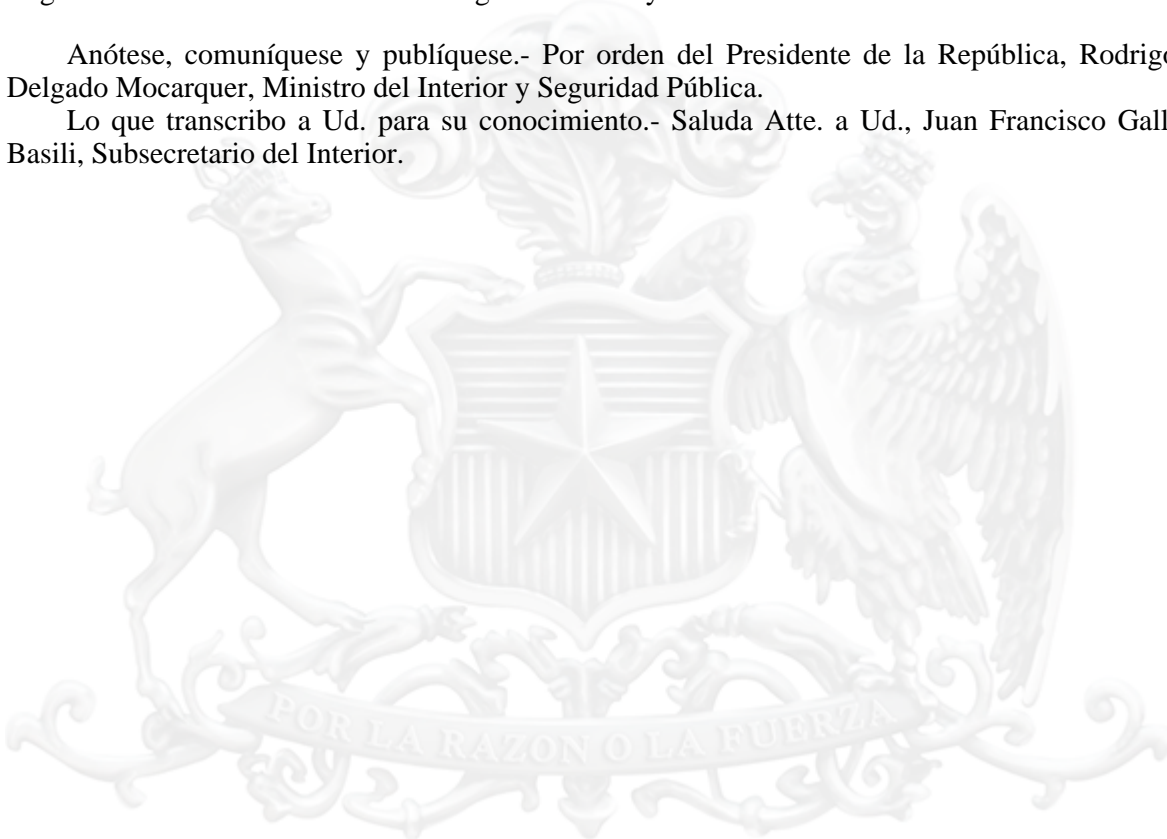 Anótese, comuníquese y publíquese.- Por orden del Presidente de la República, Rodrigo
Delgado Mocarquer, Ministro del Interior y Seguridad Pública.
Lo que transcribo a Ud. para su conocimiento.- Saluda Atte. a Ud., Juan Francisco Gall
Basili, Subsecretario del Interior.
POR LA RAZON O LA FUERZA